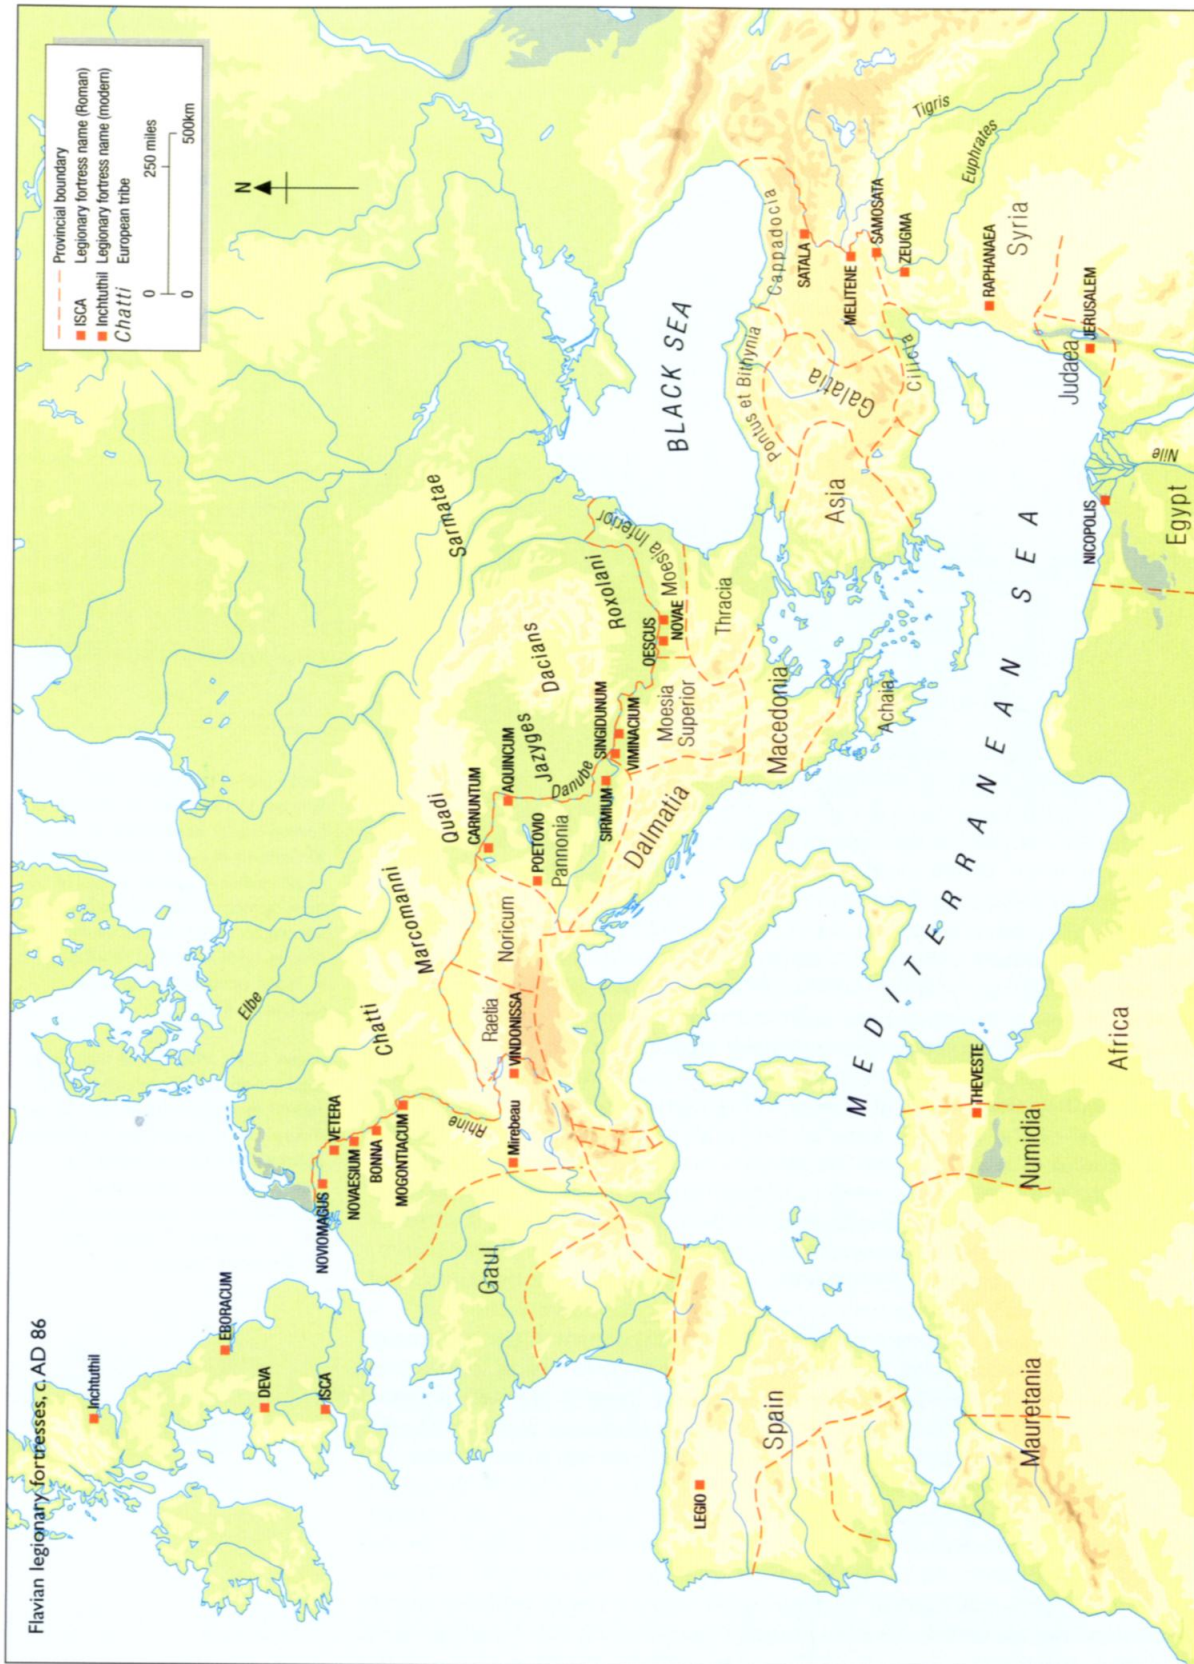 Flavian legionary fortresses, c. AD 86
Provincial boundary
ISCA Legionary fortress name (Roman)
Inchtuthil Legionary fortress name (modern)
Chatti European tribe
0 250 miles
0 500km
N
Inchtuthil
EBORACUM
DEVA
ISCA
NOVIOMAGUS
VETERA
NOVAESIUM
BONNA
MOGONTIACUM
Rhine
Mirebeau
VINDONISSA
Gaul
Elbe
Chatti
Marcomanni
Raetia
Noricum
Quadi
CARNUNTUM
AQUINCUM
POETOVIO
Pannonia
Jazyges
Danube
SIRMIUM
SINGIDUNUM
VIMINACIUM
Dacians
Roxolani
Sarmatae
OESCUS
NOVAE
Moesia Inferior
Moesia
Superior
Dalmatia
Thracia
Macedonia
Achaia
BLACK SEA
Pontus et Bithynia
Cappadocia
Galatia
Asia
Cilicia
SATALA
MELITENE
SAMOSATA
ZEUGMA
Tigris
Euphrates
RAPHANAEA
Syria
JERUSALEM
Judaea
NICOPOLIS
Nile
Egypt
MEDITERRANEAN SEA
LEGIO
Spain
Mauretania
Numidia
THEVESTE
Africa